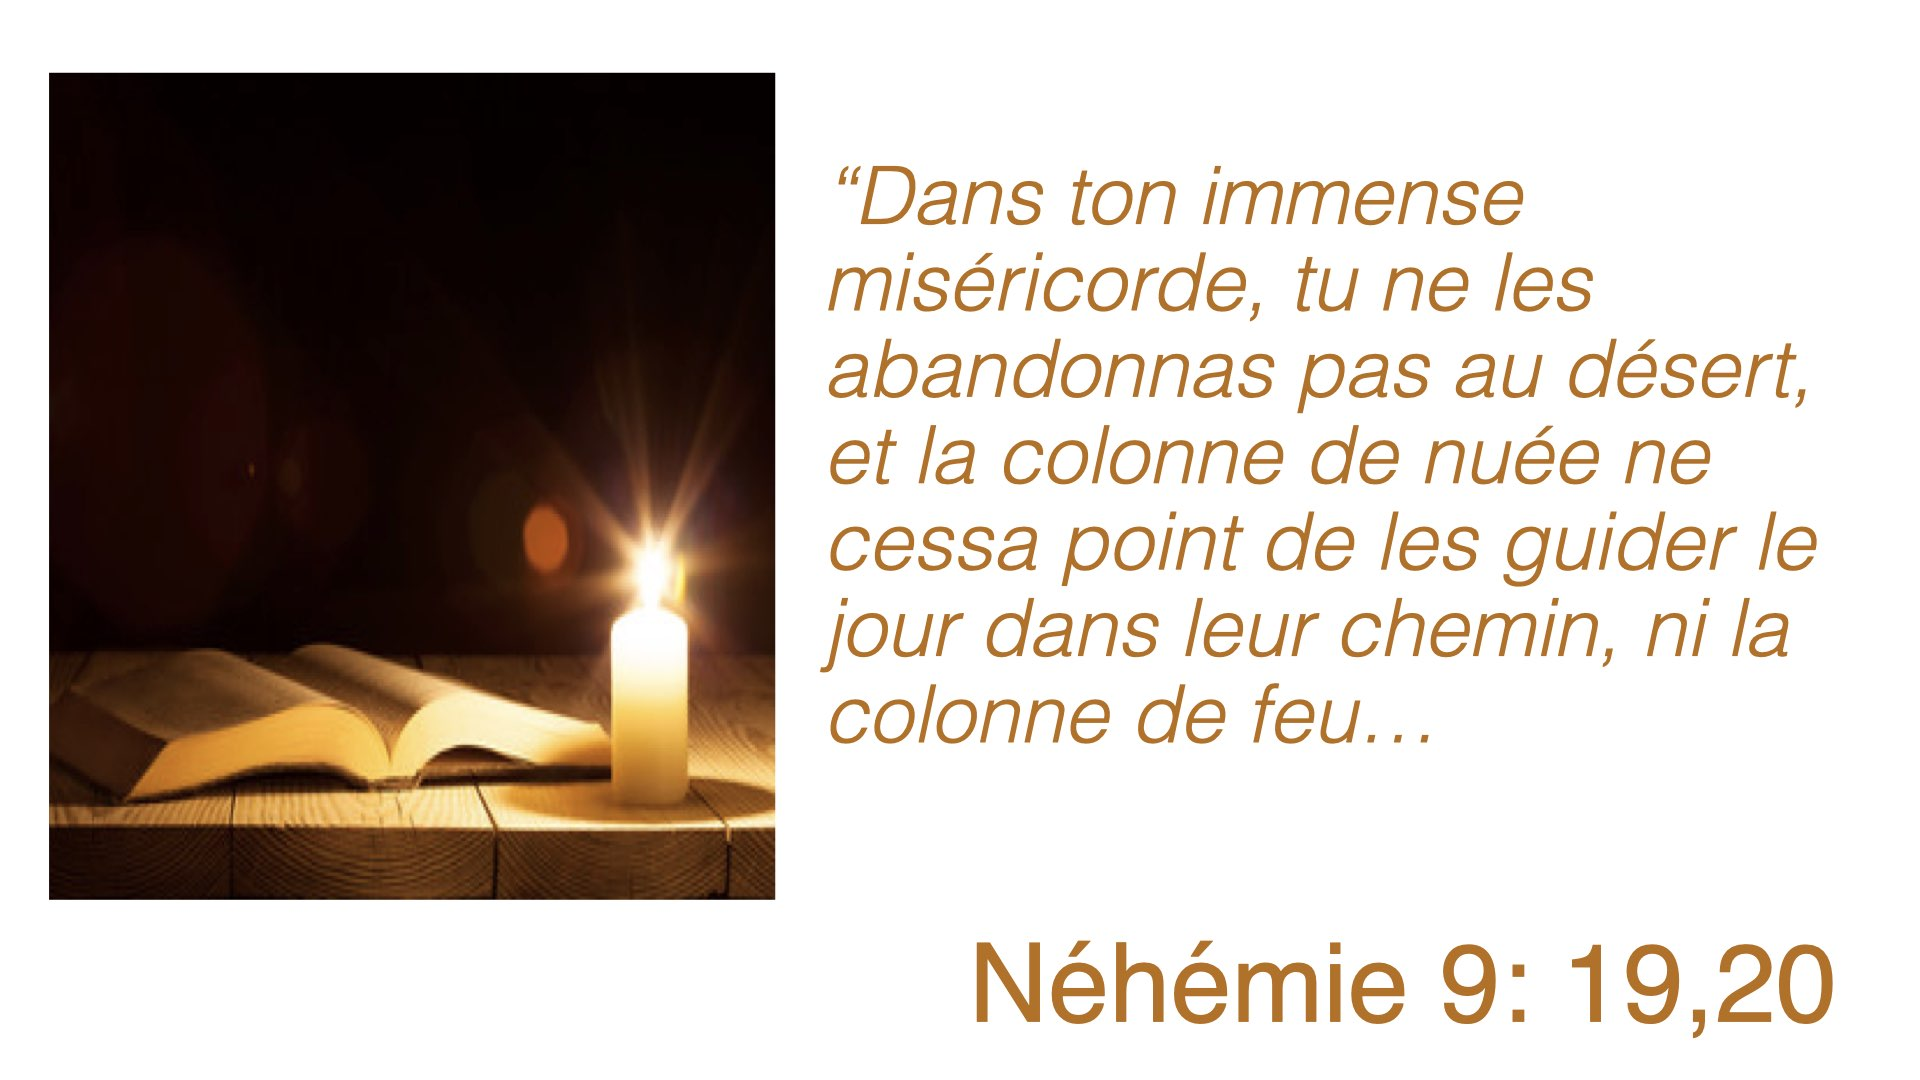 “Dans ton immense
miséricorde, tu ne les
abandonnas pas au désert,
et la colonne de nuée ne
cessa point de les guider le
jour dans leur chemin, ni la
colonne de feu…
Néhémie 9: 19,20